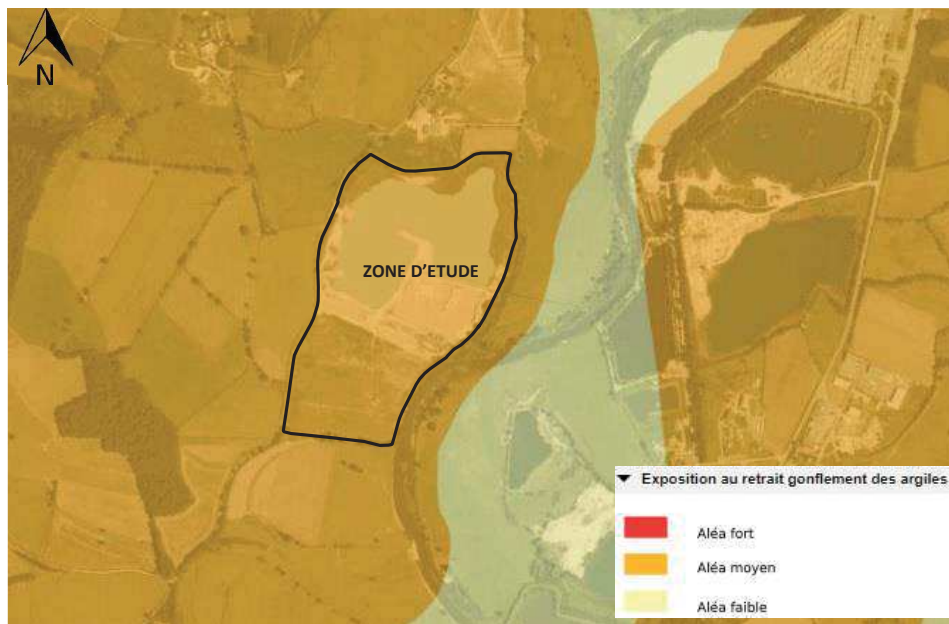 N
ZONE D'ETUDE
Exposition au retrait gonflement des argiles
Aléa fort
Aléa moyen
Aléa faible